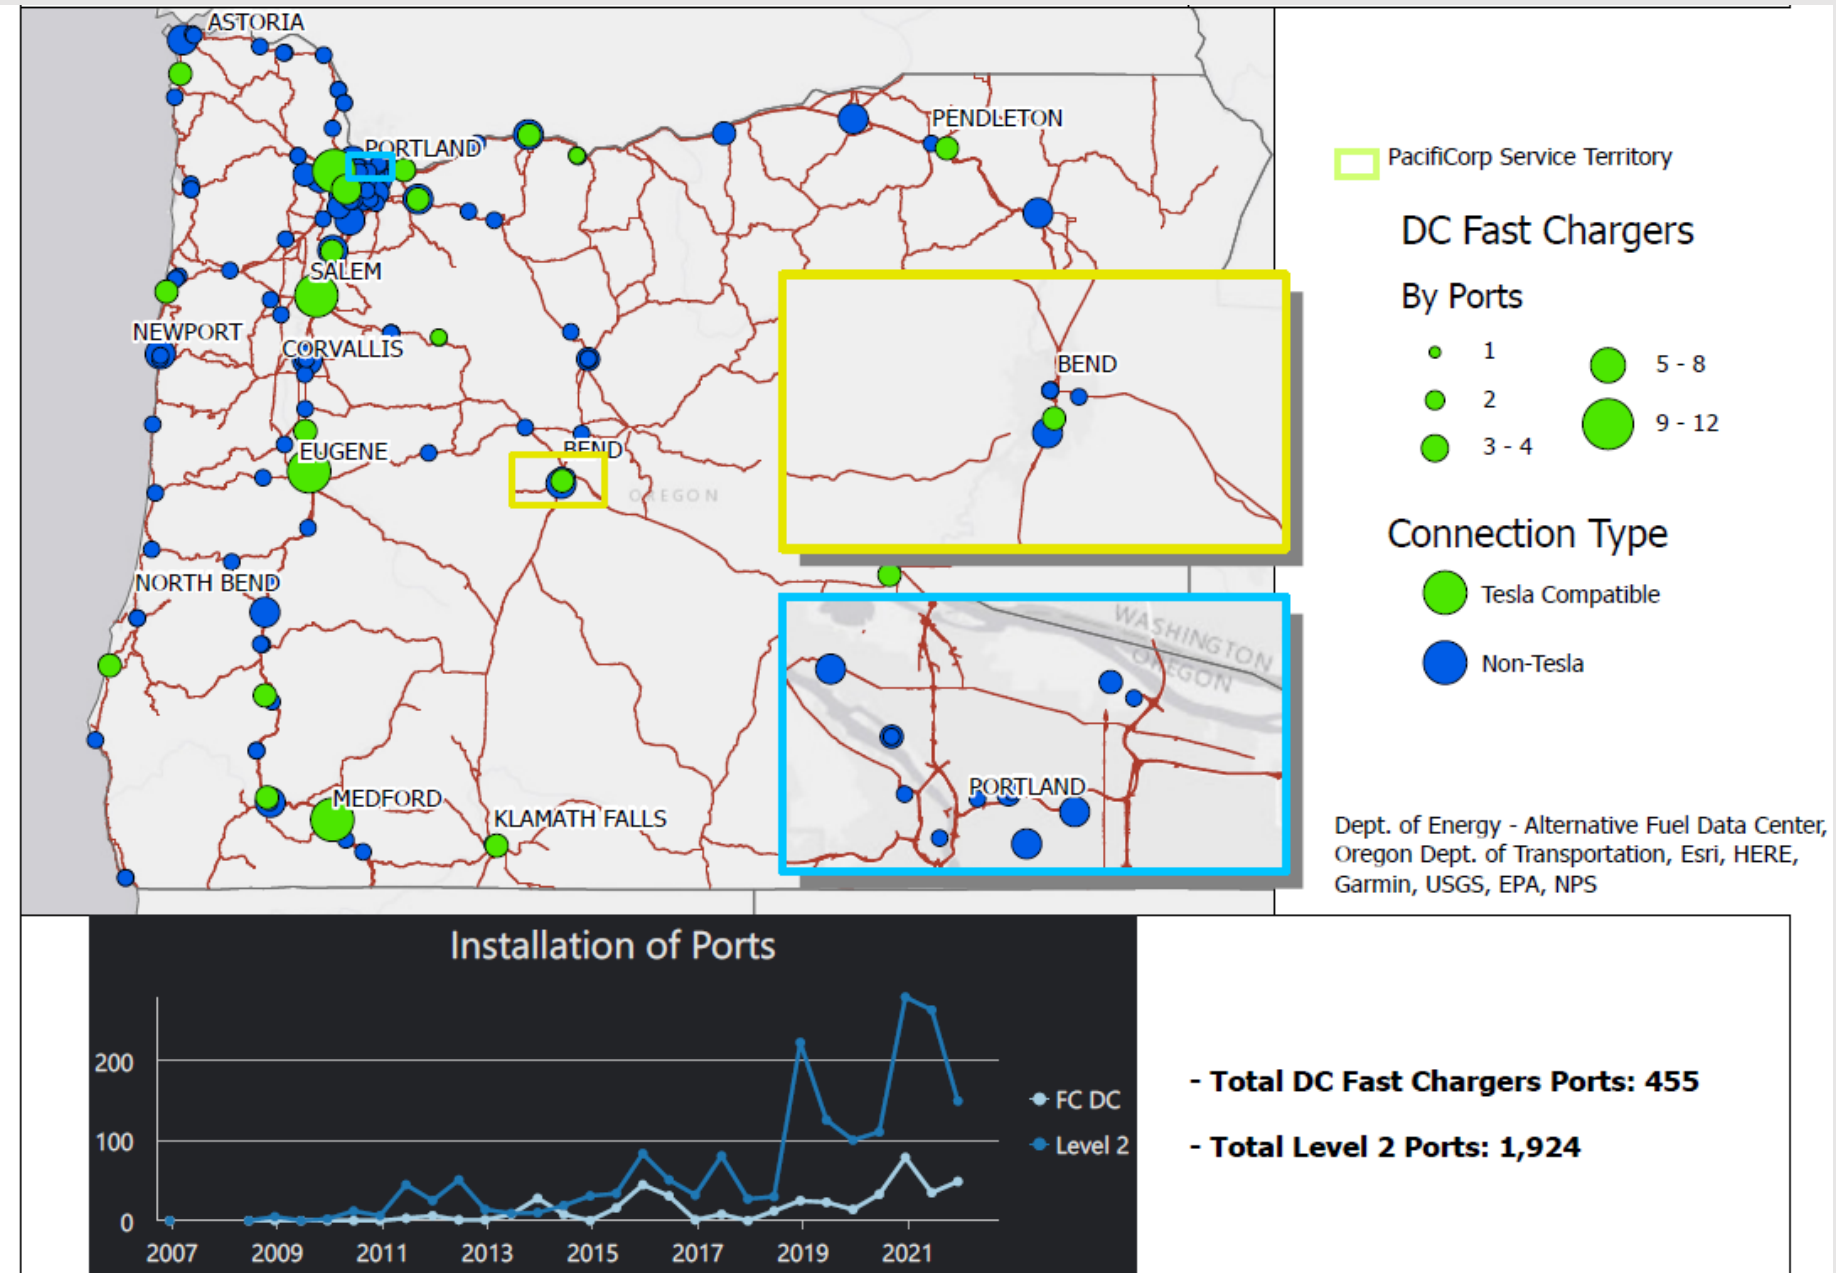 ASTORIA
PENDLETON
PORTLAND
SALEM
NEWPORT
CORVALLIS
EUGENE
BEND
OREGON
NORTH BEND
MEDFORD
KLAMATH FALLS
BEND
WASHINGTON
OREGON
PORTLAND
PacifiCorp Service Territory
DC Fast Chargers
By Ports
1
2
3 - 4
5 - 8
9 - 12
Connection Type
Tesla Compatible
Non-Tesla
Dept. of Energy - Alternative Fuel Data Center,
Oregon Dept. of Transportation, Esri, HERE,
Garmin, USGS, EPA, NPS
Installation of Ports
200
100
0
2007 2009 2011 2013 2015 2017 2019 2021
FC DC
Level 2
- Total DC Fast Chargers Ports: 455
- Total Level 2 Ports: 1,924